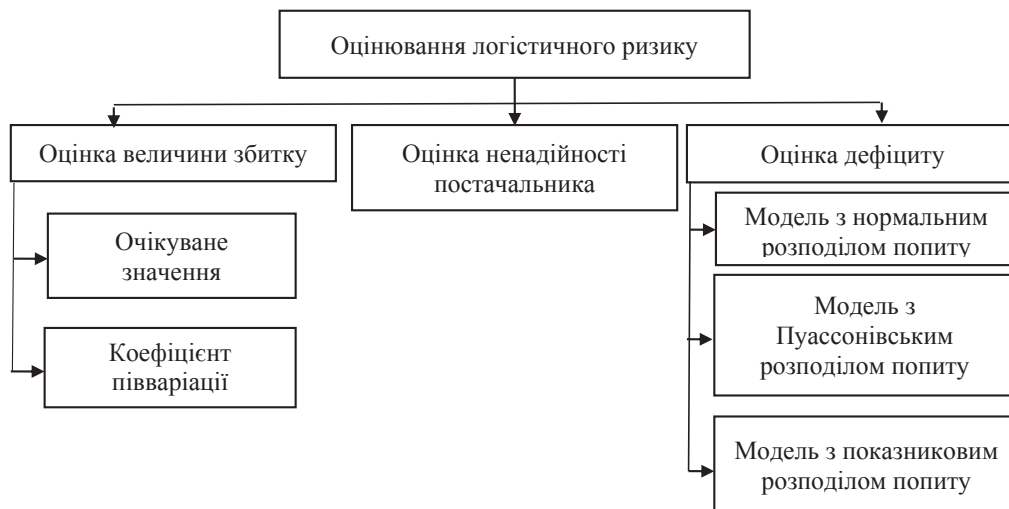 Оцінювання логістичного ризику
Оцінка величини збитку
Очікуване
значення
Коефіцієнт
півваріації
Оцінка ненадійності
постачальника
Оцінка дефіциту
Модель з нормальним
розподілом попиту
Модель з
Пуассонівським
розподілом попиту
Модель з показниковим
розподілом попиту